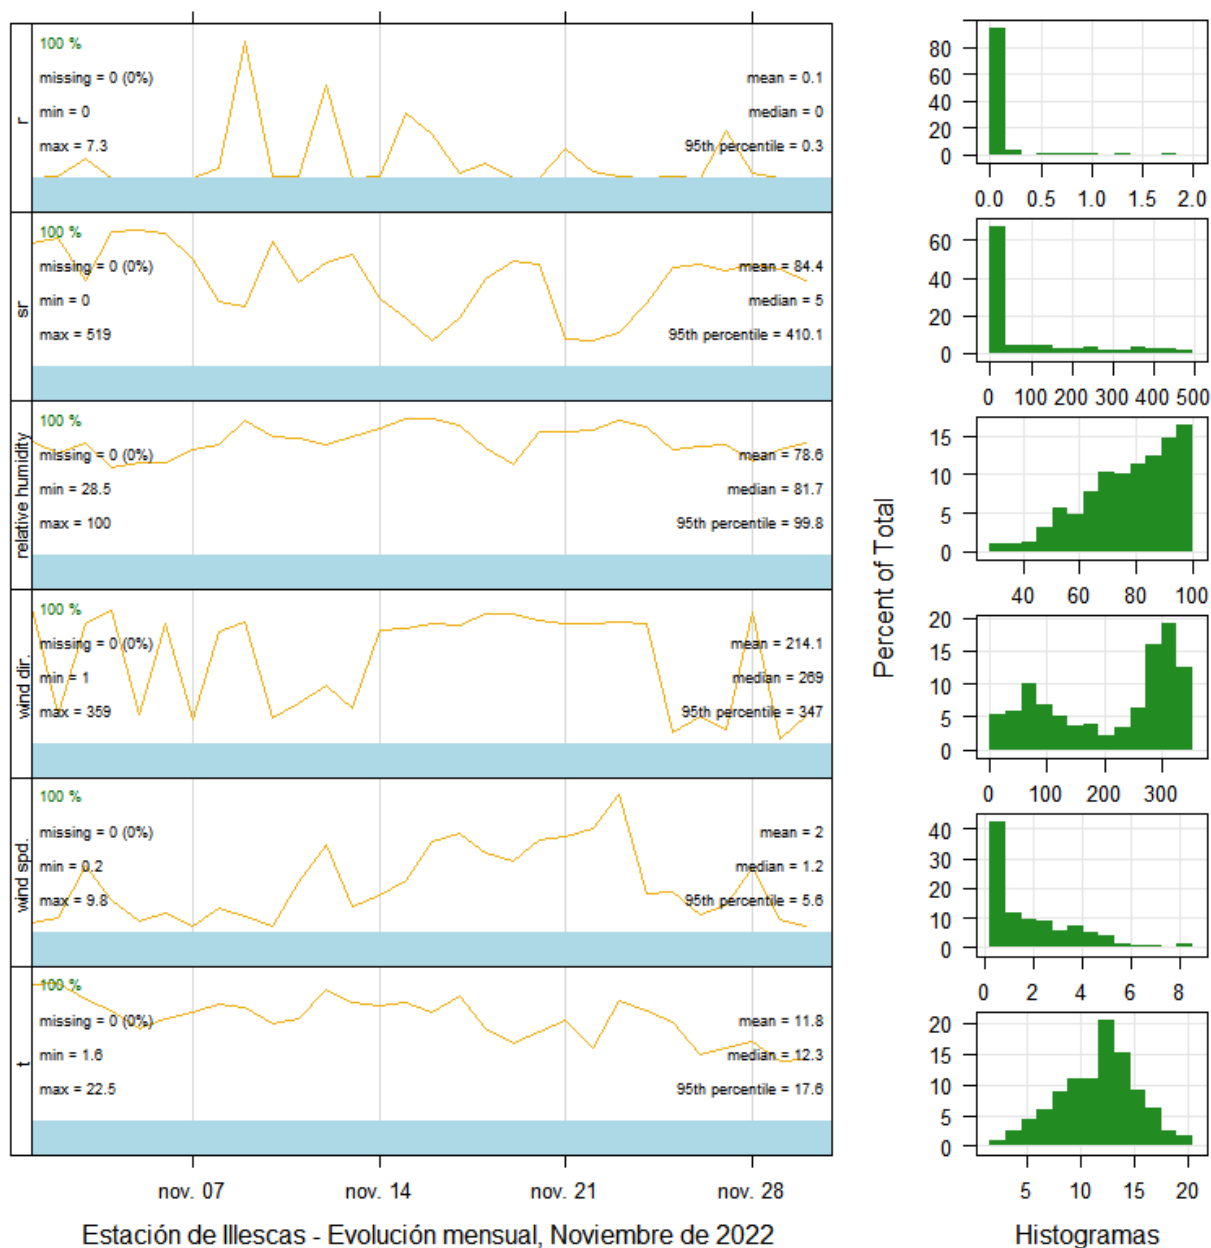 r
100 %
missing = 0 (0%)
min = 0
max = 7.3
mean = 0.1
median = 0
95th percentile = 0.3
sr
100 %
missing = 0 (0%)
min = 0
max = 519
mean = 84.4
median = 5
95th percentile = 410.1
relative humidity
100 %
missing = 0 (0%)
min = 28.5
max = 100
mean = 78.6
median = 81.7
95th percentile = 99.8
wind dir.
100 %
missing = 0 (0%)
min = 1
max = 359
mean = 214.1
median = 269
95th percentile = 347
wind spd.
100 %
missing = 0 (0%)
min = 0.2
max = 9.8
mean = 2
median = 1.2
95th percentile = 5.6
t
100 %
missing = 0 (0%)
min = 1.6
max = 22.5
mean = 11.8
median = 12.3
95th percentile = 17.6
nov. 07 nov. 14 nov. 21 nov. 28
Estación de Illescas - Evolución mensual, Noviembre de 2022
Percent of Total
80
60
40
20
0
0.0 0.5 1.0 1.5 2.0
60
40
20
0
0 100 200 300 400 500
15
10
5
0
40 60 80 100
20
15
10
5
0
0 100 200 300
40
30
20
10
0
0 2 4 6 8
20
15
10
5
0
5 10 15 20
Histogramas